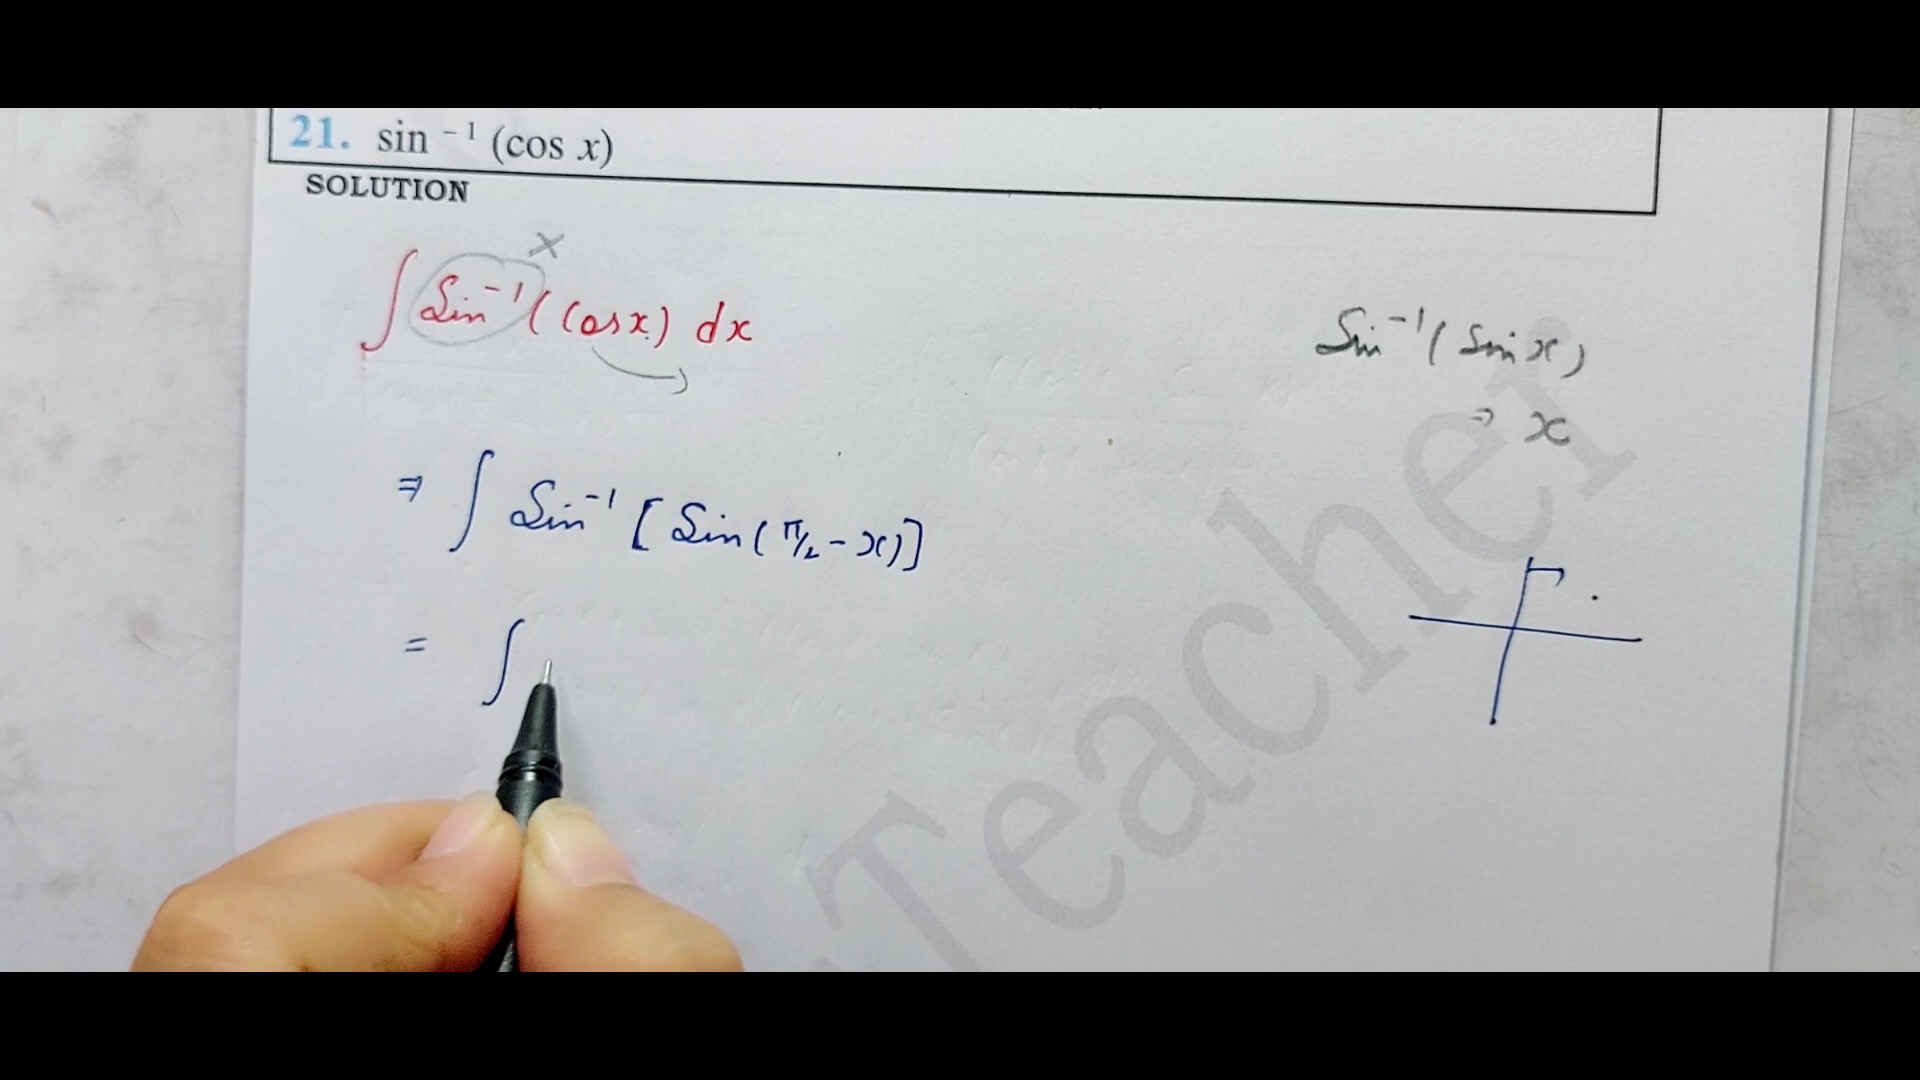 21. sin⁻¹ (cos x)
SOLUTION
x
∫ Sin⁻¹ (Cos x) dx
Sin⁻¹ (Sin x)
⇒ x
⇒ ∫ Sin⁻¹ [Sin (π/2 - x)]
= ∫
Teacher